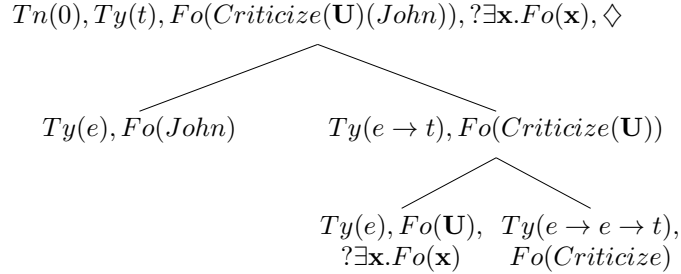 Tn(0), Ty(t), Fo(Criticize(U)(John)), ?∃x.Fo(x), ♢
Ty(e), Fo(John) Ty(e → t), Fo(Criticize(U))
Ty(e), Fo(U), Ty(e → e → t),
?∃x.Fo(x) Fo(Criticize)